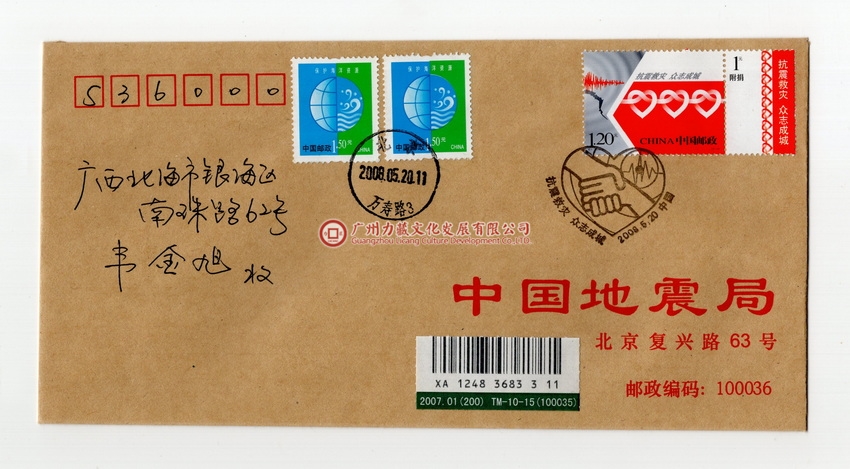 536000
广西北海市银海区
南珠路62号
韦金旭 收
保护海洋资源
中国邮政
1.50元
CHINA
保护海洋资源
中国邮政
1.50元
CHINA
北京
2008.05.20.11
万寿路3
抗震救灾 众志成城
1元
附捐
1.20元
CHINA 中国邮政
抗震救灾 众志成城
抗震救灾 众志成城 2008.5.20 中国
广州力藏文化发展有限公司
Guangzhou Licang Culture Development Co.,LTD.
中国地震局
北京复兴路 63 号
邮政编码: 100036
XA 1248 3683 3 11
2007.01 (200) TM-10-15 (100035)